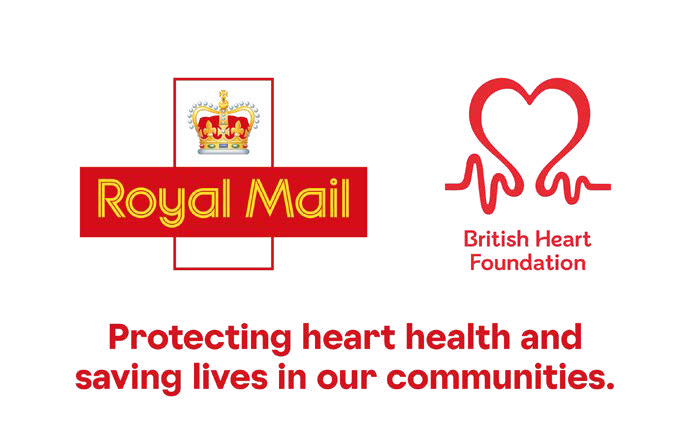 Royal Mail
British Heart
Foundation
Protecting heart health and
saving lives in our communities.